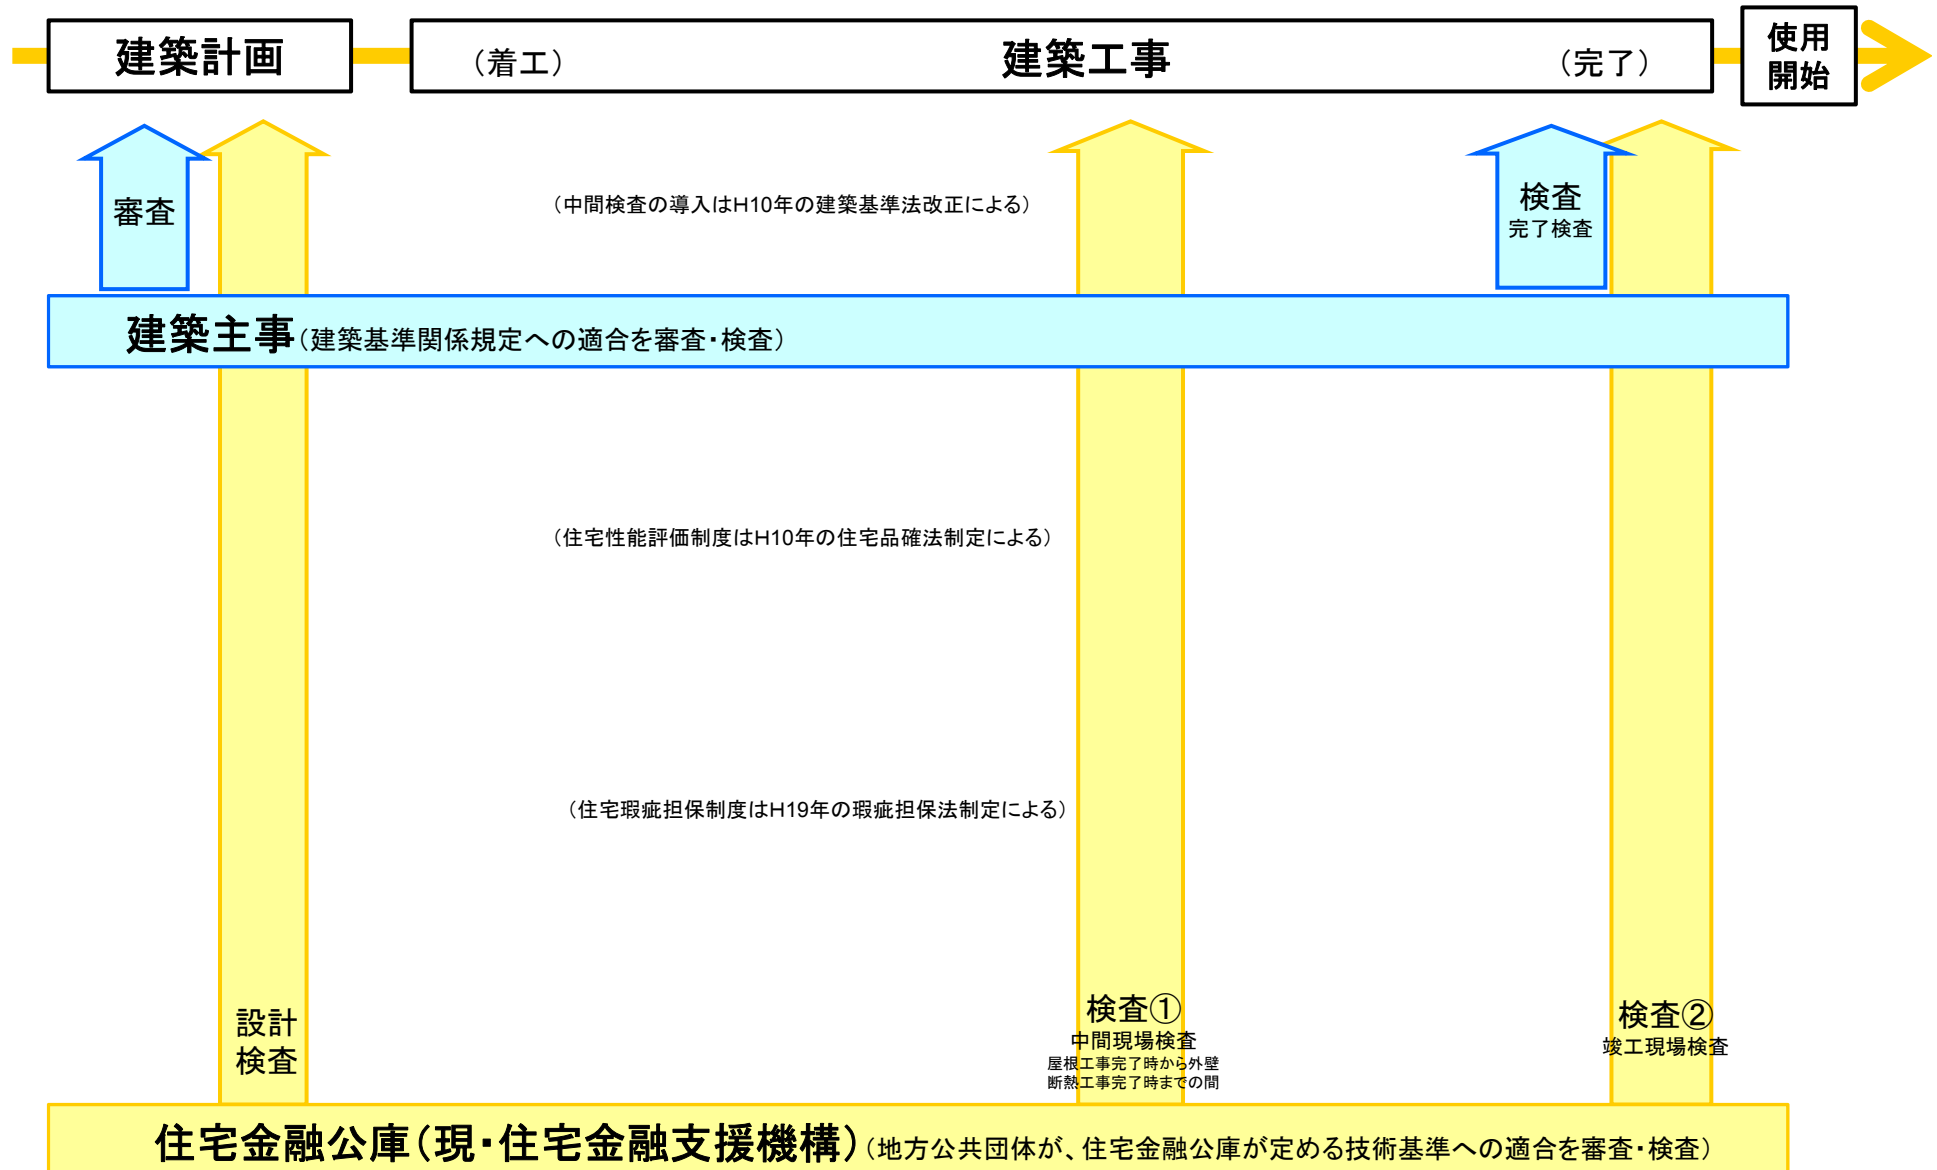 建築計画
（着工）
建築工事
（完了）
使用
開始
審査
（中間検査の導入はH10年の建築基準法改正による）
検査
完了検査
建築主事（建築基準関係規定への適合を審査・検査）
（住宅性能評価制度はH10年の住宅品確法制定による）
（住宅瑕疵担保制度はH19年の瑕疵担保法制定による）
設計
検査
検査①
中間現場検査
屋根工事完了時から外壁
断熱工事完了時までの間
検査②
竣工現場検査
住宅金融公庫（現・住宅金融支援機構）（地方公共団体が、住宅金融公庫が定める技術基準への適合を審査・検査）